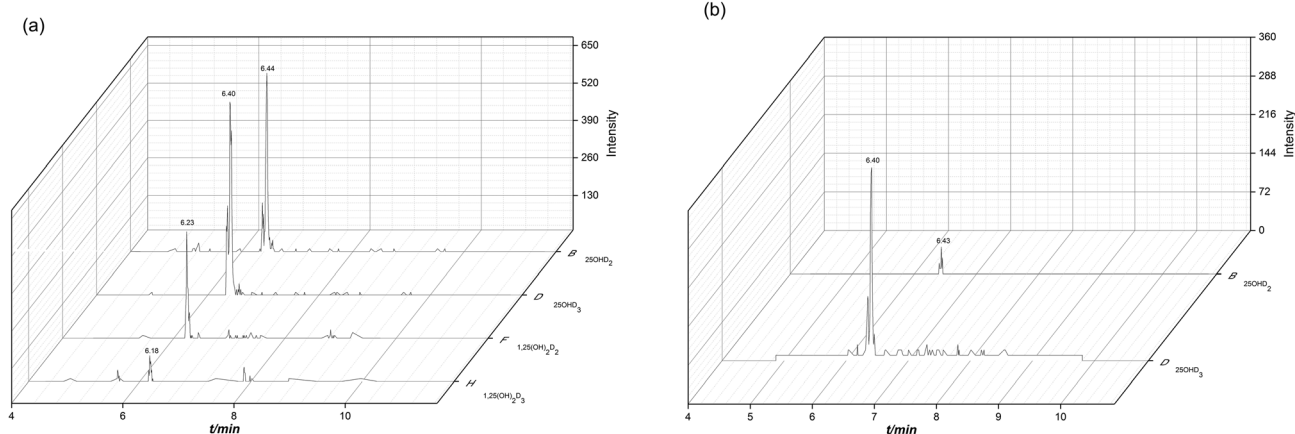 (a)
650
520
390
260
130
Intensity
6.44
6.40
6.23
6.18
B 25OHD₂
D 25OHD₃
F 1,25(OH)₂D₂
H 1,25(OH)₂D₃
4 6 8 10
t/min
(b)
360
288
216
144
72
0
Intensity
6.40
6.43
B 25OHD₂
D 25OHD₃
4 5 6 7 8 9 10
t/min